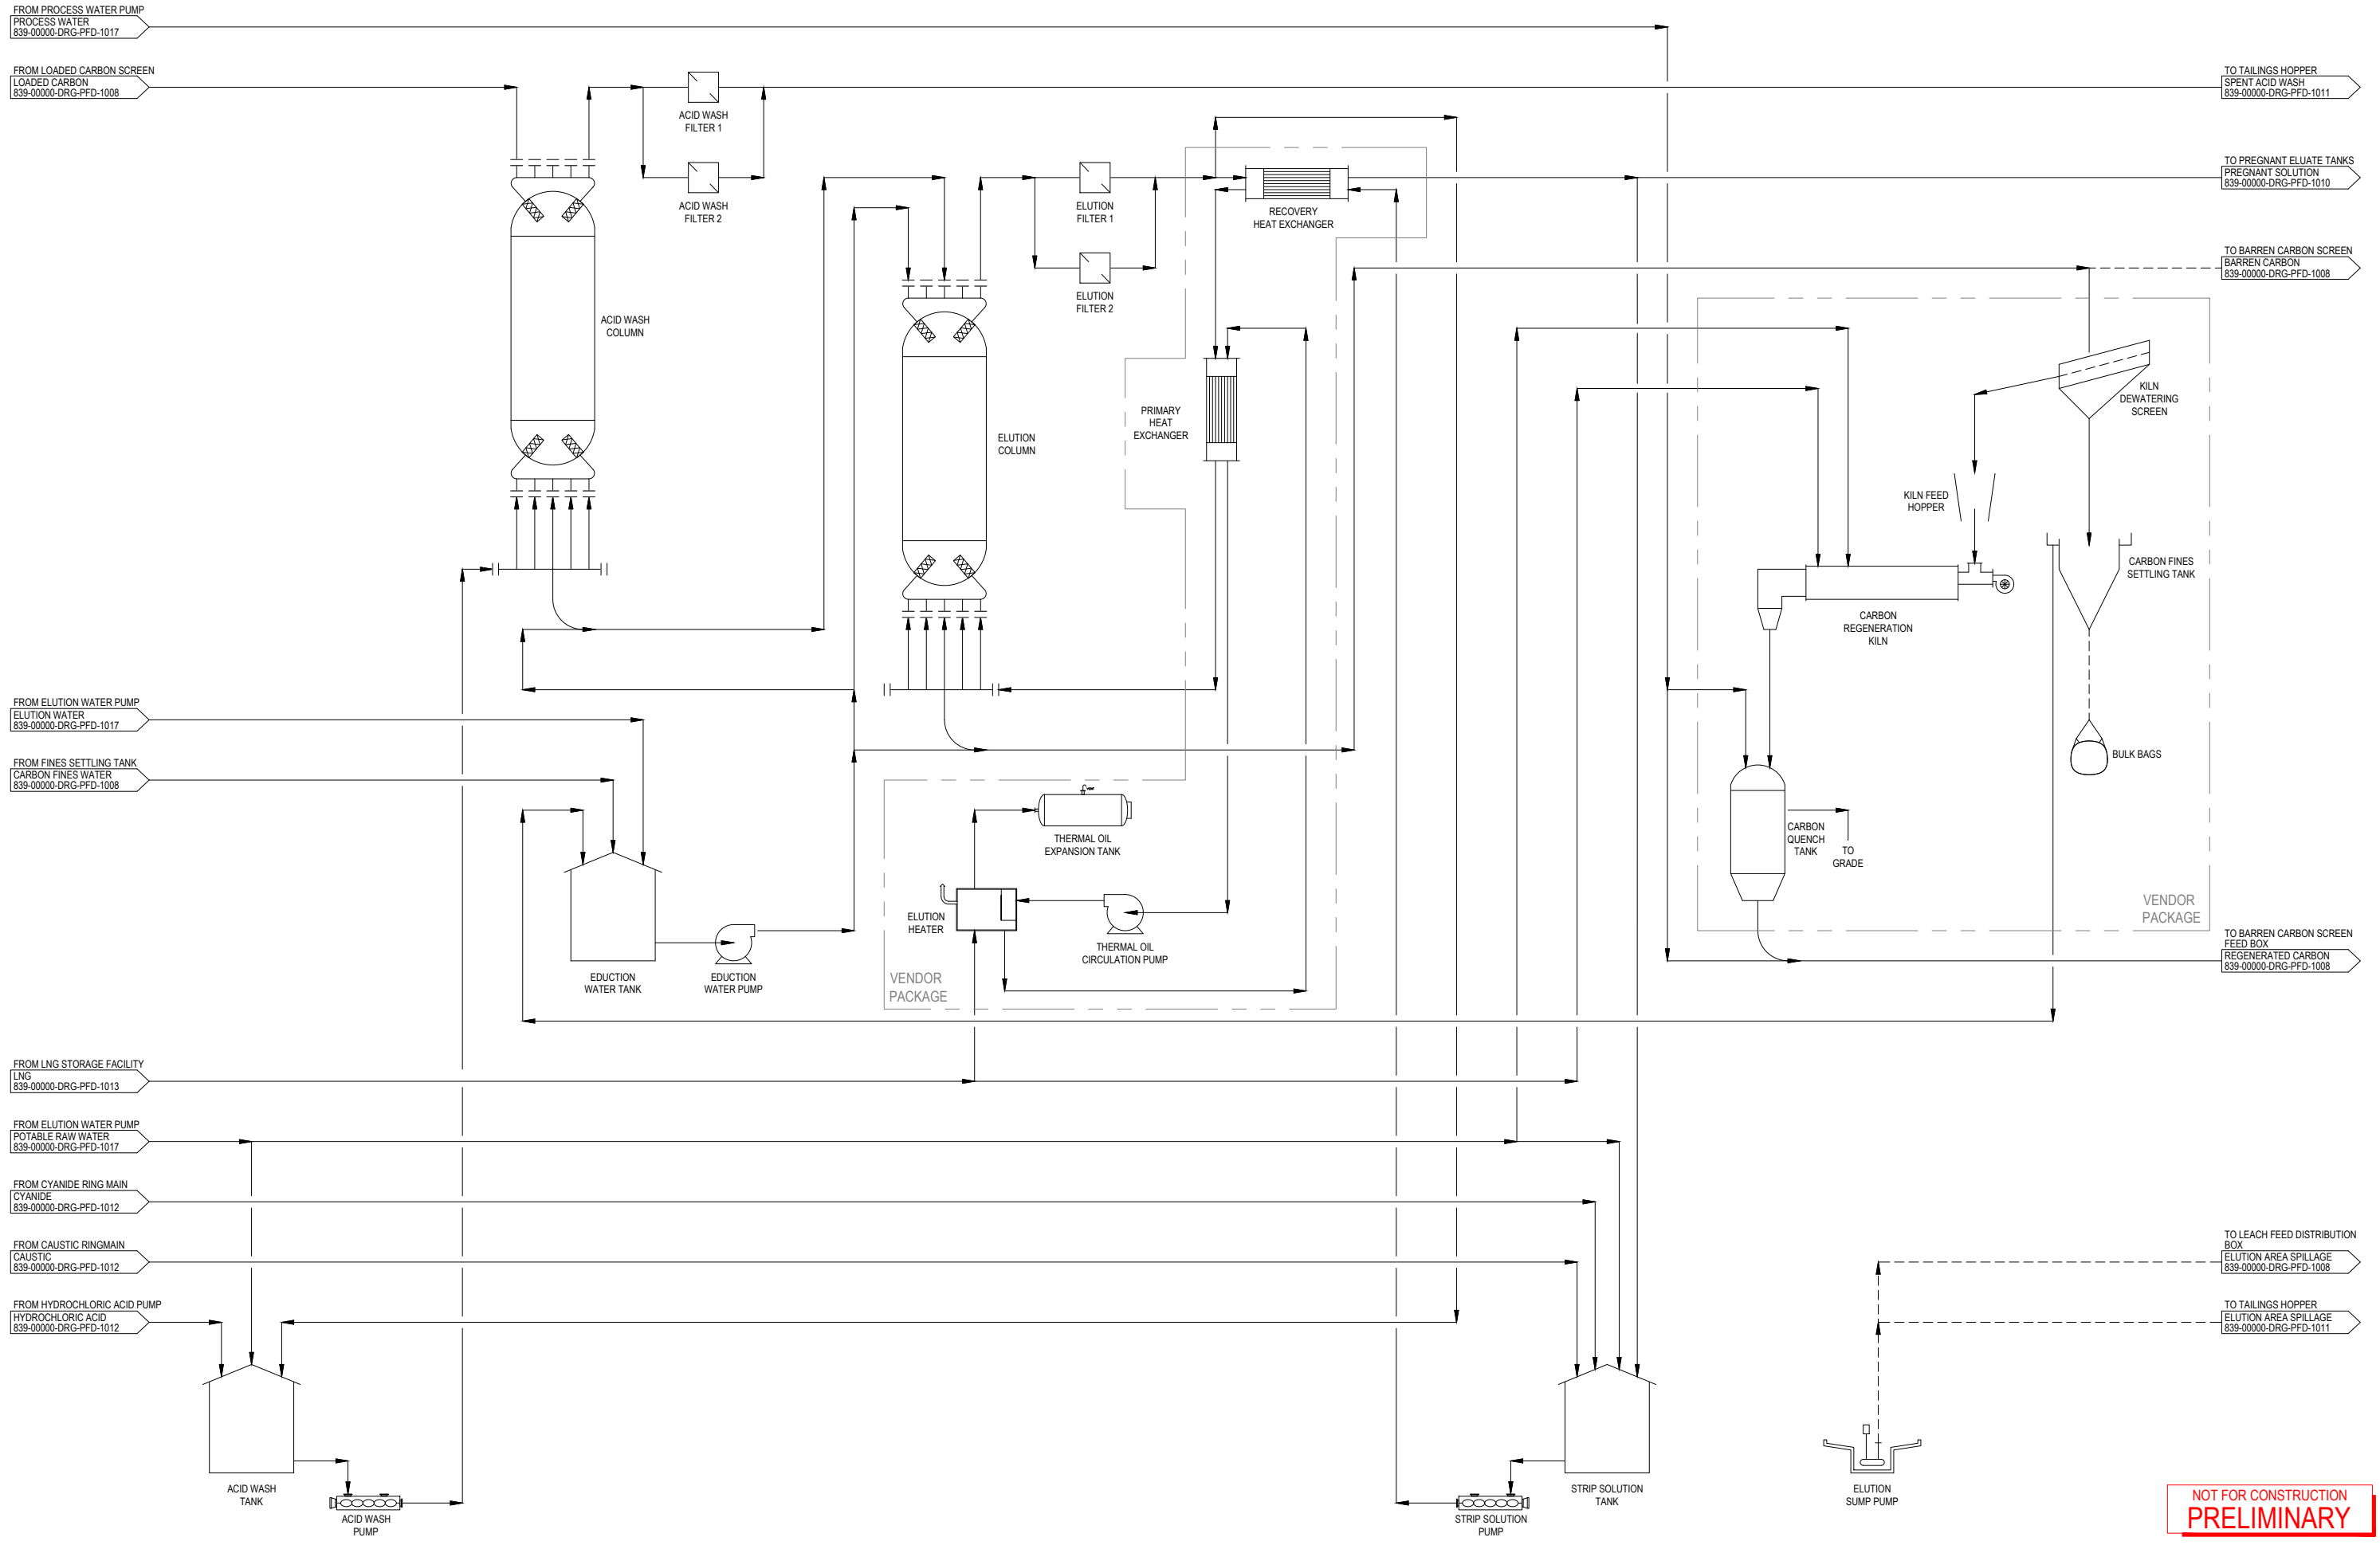 FROM PROCESS WATER PUMP
PROCESS WATER
839-00000-DRG-PFD-1017
FROM LOADED CARBON SCREEN
LOADED CARBON
839-00000-DRG-PFD-1008
ACID WASH
FILTER 1
ACID WASH
FILTER 2
TO TAILINGS HOPPER
SPENT ACID WASH
839-00000-DRG-PFD-1011
TO PREGNANT ELUATE TANKS
PREGNANT SOLUTION
839-00000-DRG-PFD-1010
ELUTION
FILTER 1
ELUTION
FILTER 2
RECOVERY
HEAT EXCHANGER
TO BARREN CARBON SCREEN
BARREN CARBON
839-00000-DRG-PFD-1008
ACID WASH
COLUMN
ELUTION
COLUMN
PRIMARY
HEAT
EXCHANGER
KILN
DEWATERING
SCREEN
KILN FEED
HOPPER
CARBON FINES
SETTLING TANK
CARBON
REGENERATION
KILN
BULK BAGS
FROM ELUTION WATER PUMP
ELUTION WATER
839-00000-DRG-PFD-1017
FROM FINES SETTLING TANK
CARBON FINES WATER
839-00000-DRG-PFD-1008
THERMAL OIL
EXPANSION TANK
CARBON
QUENCH
TANK
TO
GRADE
ELUTION
HEATER
THERMAL OIL
CIRCULATION PUMP
VENDOR
PACKAGE
EDUCTION
WATER TANK
EDUCTION
WATER PUMP
VENDOR
PACKAGE
TO BARREN CARBON SCREEN
FEED BOX
REGENERATED CARBON
839-00000-DRG-PFD-1008
FROM LNG STORAGE FACILITY
LNG
839-00000-DRG-PFD-1013
FROM ELUTION WATER PUMP
POTABLE RAW WATER
839-00000-DRG-PFD-1017
FROM CYANIDE RING MAIN
CYANIDE
839-00000-DRG-PFD-1012
FROM CAUSTIC RINGMAIN
CAUSTIC
839-00000-DRG-PFD-1012
FROM HYDROCHLORIC ACID PUMP
HYDROCHLORIC ACID
839-00000-DRG-PFD-1012
TO LEACH FEED DISTRIBUTION
BOX
ELUTION AREA SPILLAGE
839-00000-DRG-PFD-1008
TO TAILINGS HOPPER
ELUTION AREA SPILLAGE
839-00000-DRG-PFD-1011
ACID WASH
TANK
ACID WASH
PUMP
STRIP SOLUTION
PUMP
STRIP SOLUTION
TANK
ELUTION
SUMP PUMP
NOT FOR CONSTRUCTION
PRELIMINARY